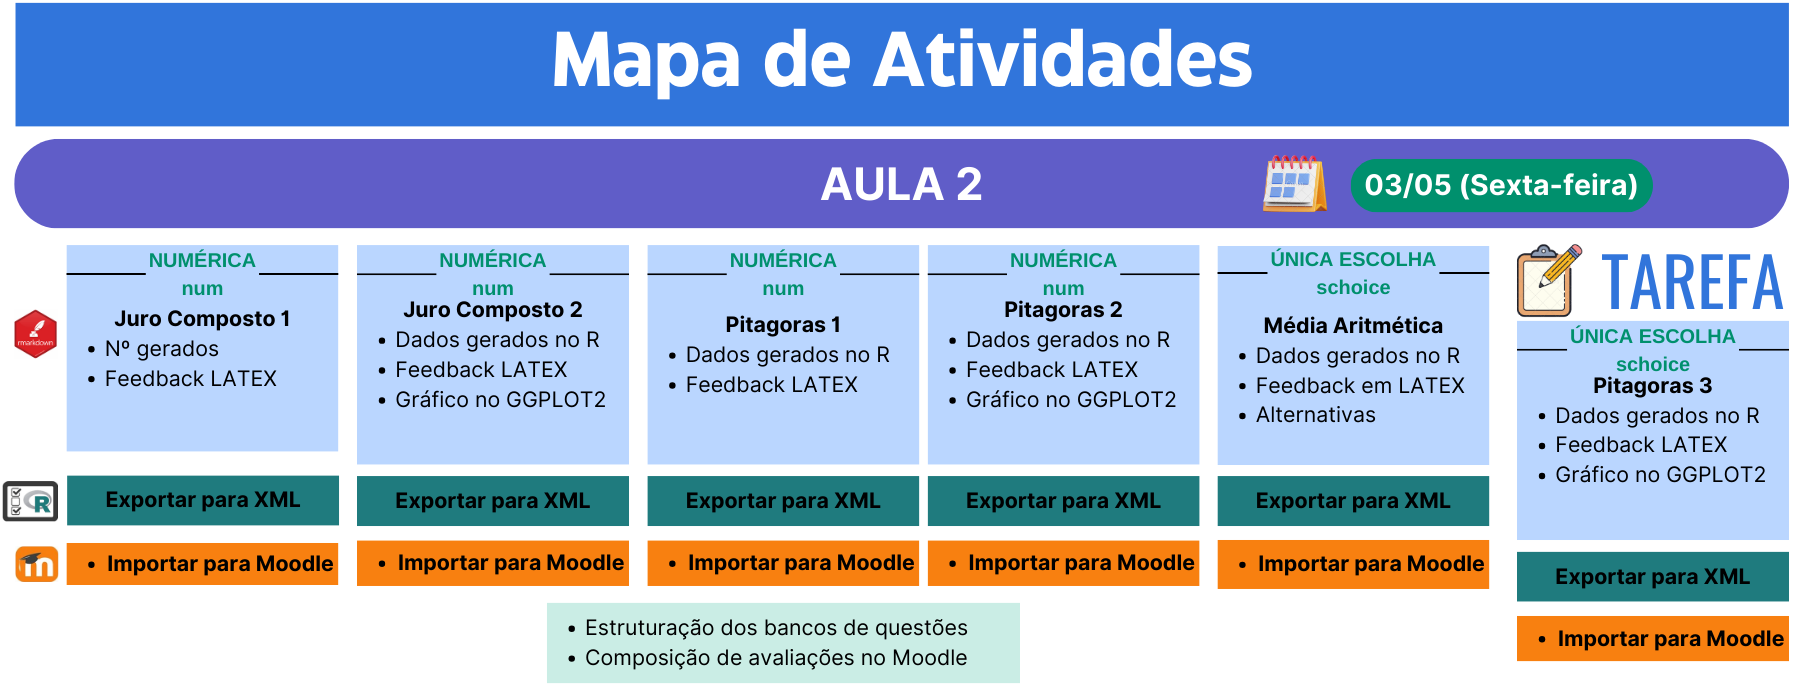 Mapa de Atividades
AULA 2
03/05 (Sexta-feira)
NUMÉRICA
num
Juro Composto 1
• Nº gerados
• Feedback LATEX
Exportar para XML
• Importar para Moodle
NUMÉRICA
num
Juro Composto 2
• Dados gerados no R
• Feedback LATEX
• Gráfico no GGPLOT2
Exportar para XML
• Importar para Moodle
NUMÉRICA
num
Pitagoras 1
• Dados gerados no R
• Feedback LATEX
Exportar para XML
• Importar para Moodle
NUMÉRICA
num
Pitagoras 2
• Dados gerados no R
• Feedback LATEX
• Gráfico no GGPLOT2
Exportar para XML
• Importar para Moodle
ÚNICA ESCOLHA
schoice
Média Aritmética
• Dados gerados no R
• Feedback em LATEX
• Alternativas
Exportar para XML
• Importar para Moodle
TAREFA
ÚNICA ESCOLHA
schoice
Pitagoras 3
• Dados gerados no R
• Feedback LATEX
• Gráfico no GGPLOT2
Exportar para XML
• Importar para Moodle
rmarkdown
R
m
• Estruturação dos bancos de questões
• Composição de avaliações no Moodle